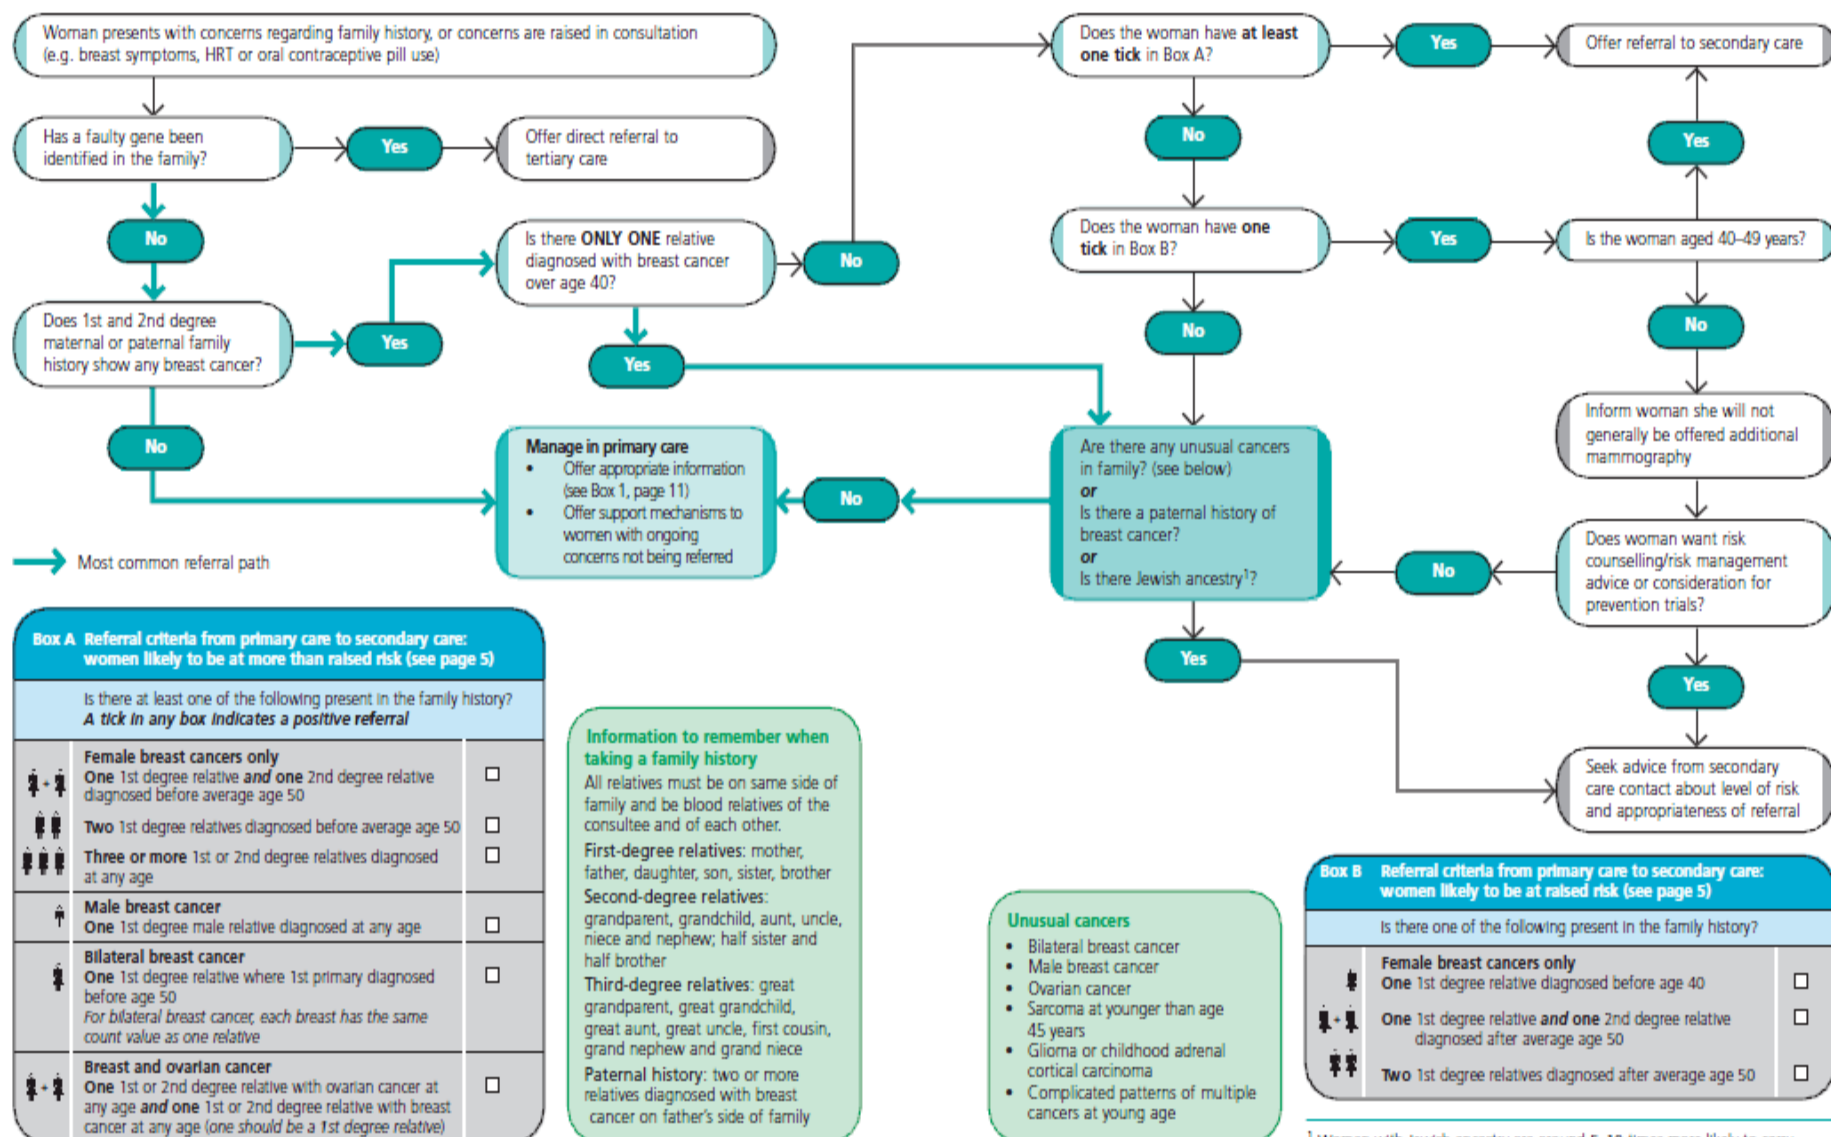 Woman presents with concerns regarding family history, or concerns are raised in consultation
(e.g. breast symptoms, HRT or oral contraceptive pill use)
Has a faulty gene been
identified in the family?
Yes
Offer direct referral to
tertiary care
No
Does 1st and 2nd degree
maternal or paternal family
history show any breast cancer?
Yes
Is there ONLY ONE relative
diagnosed with breast cancer
over age 40?
No
Yes
No
Manage in primary care
• Offer appropriate information
(see Box 1, page 11)
• Offer support mechanisms to
women with ongoing
concerns not being referred
No
Most common referral path
Does the woman have at least
one tick in Box A?
Yes
Offer referral to secondary care
No
Yes
Does the woman have one
tick in Box B?
Yes
Is the woman aged 40–49 years?
No
No
Inform woman she will not
generally be offered additional
mammography
Are there any unusual cancers
in family? (see below)
or
Is there a paternal history of
breast cancer?
or
Is there Jewish ancestry1?
No
Does woman want risk
counselling/risk management
advice or consideration for
prevention trials?
Yes
Yes
Seek advice from secondary
care contact about level of risk
and appropriateness of referral
Box A Referral criteria from primary care to secondary care:
women likely to be at more than raised risk (see page 5)
Is there at least one of the following present in the family history?
A tick in any box indicates a positive referral
Female breast cancers only
One 1st degree relative and one 2nd degree relative
diagnosed before average age 50
Two 1st degree relatives diagnosed before average age 50
Three or more 1st or 2nd degree relatives diagnosed
at any age
Male breast cancer
One 1st degree male relative diagnosed at any age
Bilateral breast cancer
One 1st degree relative where 1st primary diagnosed
before age 50
For bilateral breast cancer, each breast has the same
count value as one relative
Breast and ovarian cancer
One 1st or 2nd degree relative with ovarian cancer at
any age and one 1st or 2nd degree relative with breast
cancer at any age (one should be a 1st degree relative)
Information to remember when
taking a family history
All relatives must be on same side of
family and be blood relatives of the
consultee and of each other.
First-degree relatives: mother,
father, daughter, son, sister, brother
Second-degree relatives:
grandparent, grandchild, aunt, uncle,
niece and nephew; half sister and
half brother
Third-degree relatives: great
grandparent, great grandchild,
great aunt, great uncle, first cousin,
grand nephew and grand niece
Paternal history: two or more
relatives diagnosed with breast
cancer on father's side of family
Unusual cancers
• Bilateral breast cancer
• Male breast cancer
• Ovarian cancer
• Sarcoma at younger than age
45 years
• Glioma or childhood adrenal
cortical carcinoma
• Complicated patterns of multiple
cancers at young age
Box B Referral criteria from primary care to secondary care:
women likely to be at raised risk (see page 5)
Is there one of the following present in the family history?
Female breast cancers only
One 1st degree relative diagnosed before age 40
One 1st degree relative and one 2nd degree relative
diagnosed after average age 50
Two 1st degree relatives diagnosed after average age 50